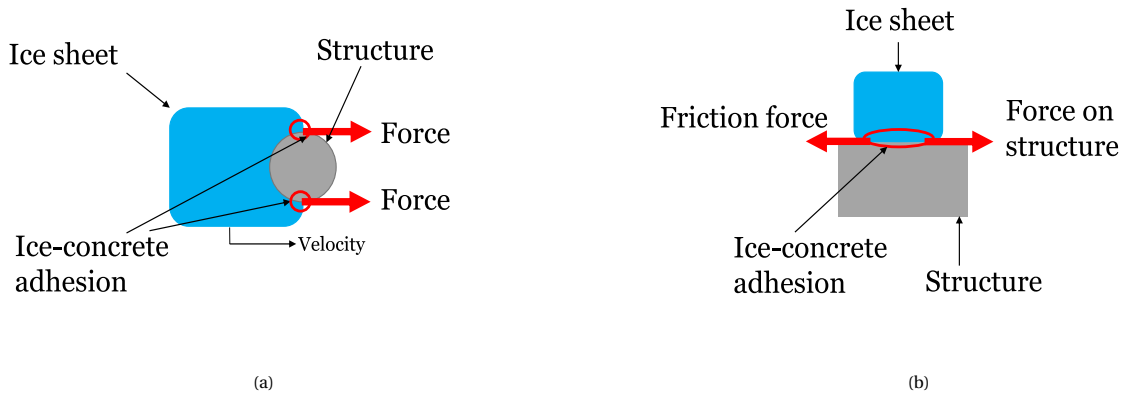 Ice sheet
Structure
Force
Force
Ice-concrete
adhesion
Velocity
(a)
Ice sheet
Friction force
Force on
structure
Ice-concrete
adhesion
Structure
(b)